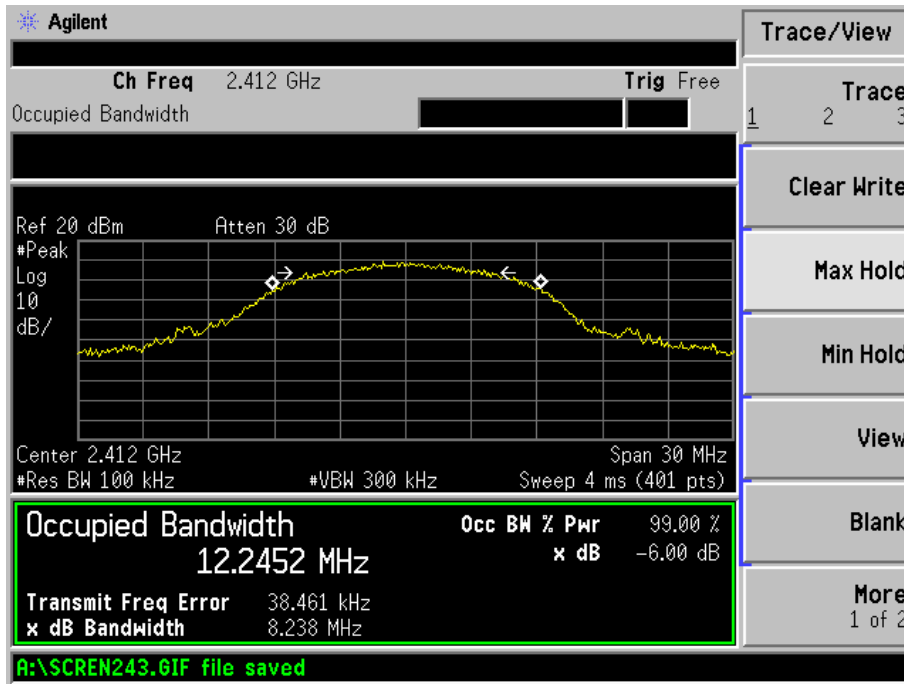 Agilent
Trace/View
Ch Freq 2.412 GHz Trig Free
Occupied Bandwidth
Trace
1 2 3
Clear Write
Ref 20 dBm Atten 30 dB
#Peak
Log
10
dB/
Max Hold
Min Hold
Center 2.412 GHz Span 30 MHz
#Res BW 100 kHz #VBW 300 kHz Sweep 4 ms (401 pts)
View
Occupied Bandwidth
12.2452 MHz
Occ BW % Pwr 99.00 %
x dB -6.00 dB
Blank
Transmit Freq Error 38.461 kHz
x dB Bandwidth 8.238 MHz
More
1 of 2
A:\SCREN243.GIF file saved